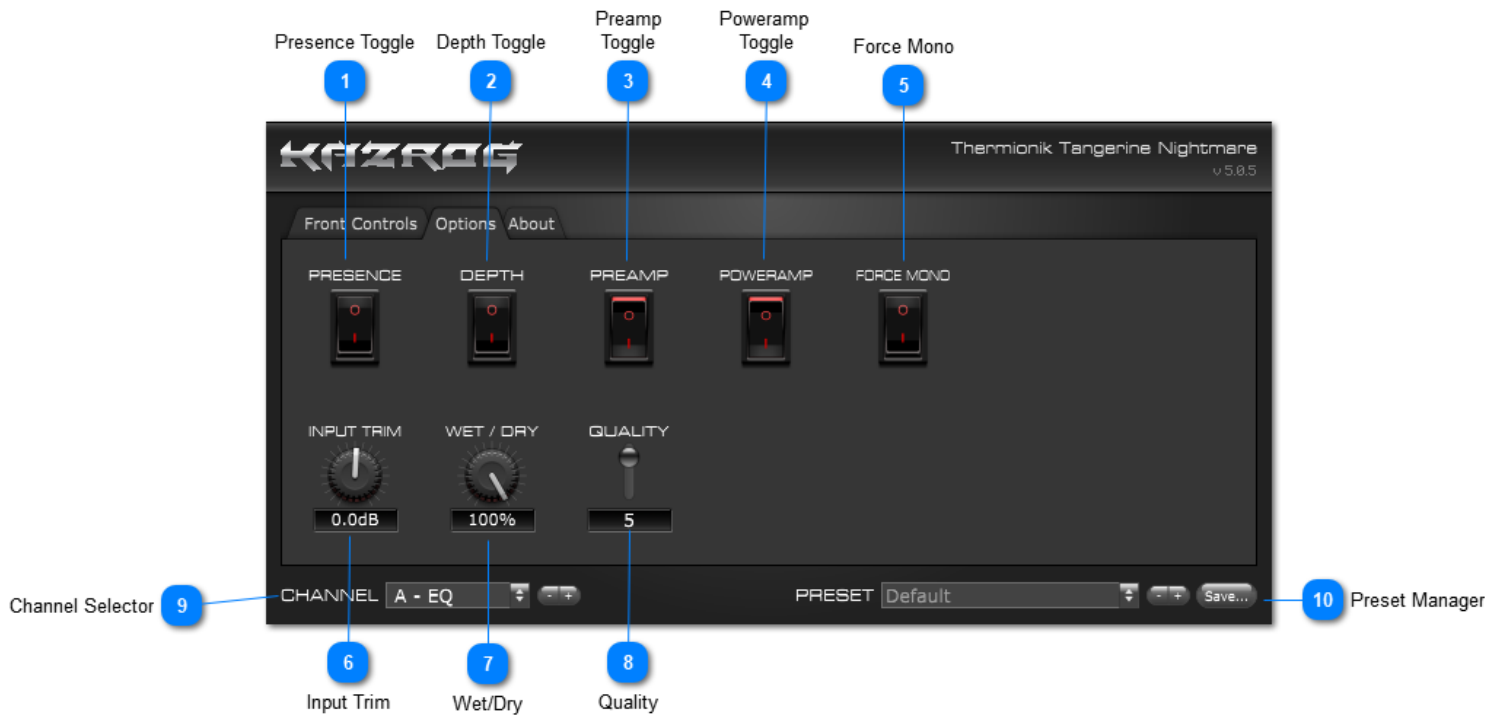 Presence Toggle
Depth Toggle
Preamp
Toggle
Poweramp
Toggle
Force Mono
1
2
3
4
5
KAZROG
Thermionik Tangerine Nightmare
v 5.0.5
Front Controls
Options
About
PRESENCE
DEPTH
PREAMP
POWERAMP
FORCE MONO
O
I
O
I
O
I
O
I
O
I
INPUT TRIM
WET / DRY
QUALITY
0.0dB
100%
5
Channel Selector
9
CHANNEL
A - EQ
- +
PRESET
Default
- +
Save...
10
Preset Manager
6
7
8
Input Trim
Wet/Dry
Quality